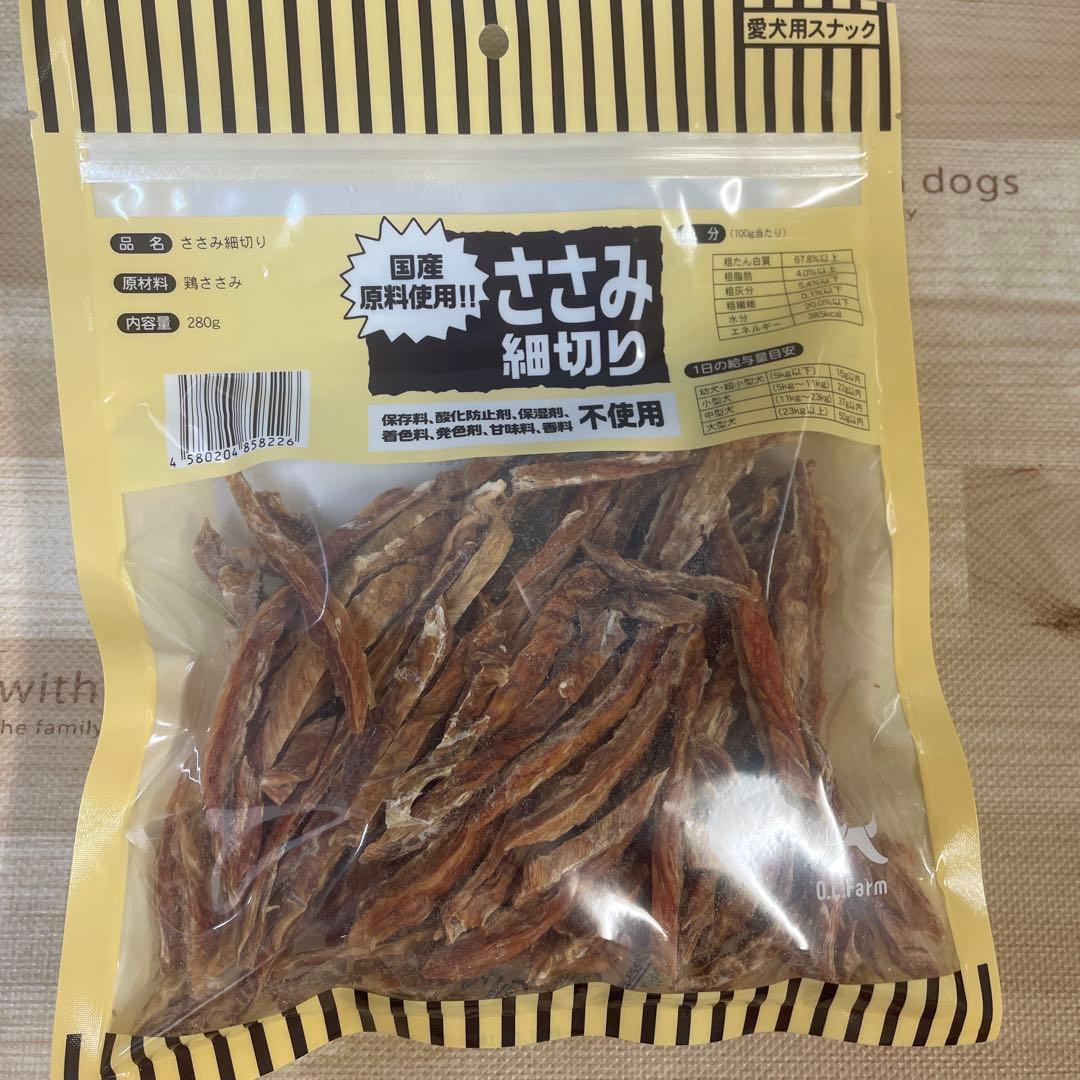 愛犬用スナック
dogs
品名 ささみ細切り
原材料 鶏ささみ
内容量 280g
国産
原料使用!!
ささみ
細切り
保存料、酸化防止剤、保湿剤、
着色料、発色剤、甘味料、香料 不使用
分 (100g当たり)
粗たん白質 67.8%以上
粗脂肪 4.0%以上
粗灰分 5.4%以下
粗繊維 0.1%以下
水分 20.0%以下
エネルギー 385kcal
1日の給与量目安
幼犬・超小型犬 (5kg以下) 15g以内
小型犬 (5kg〜11kg) 22g以内
中型犬 (11kg〜23kg) 37g以内
大型犬 (23kg以上) 50g以内
4 580204 858226
with
he family
O.C.Farm